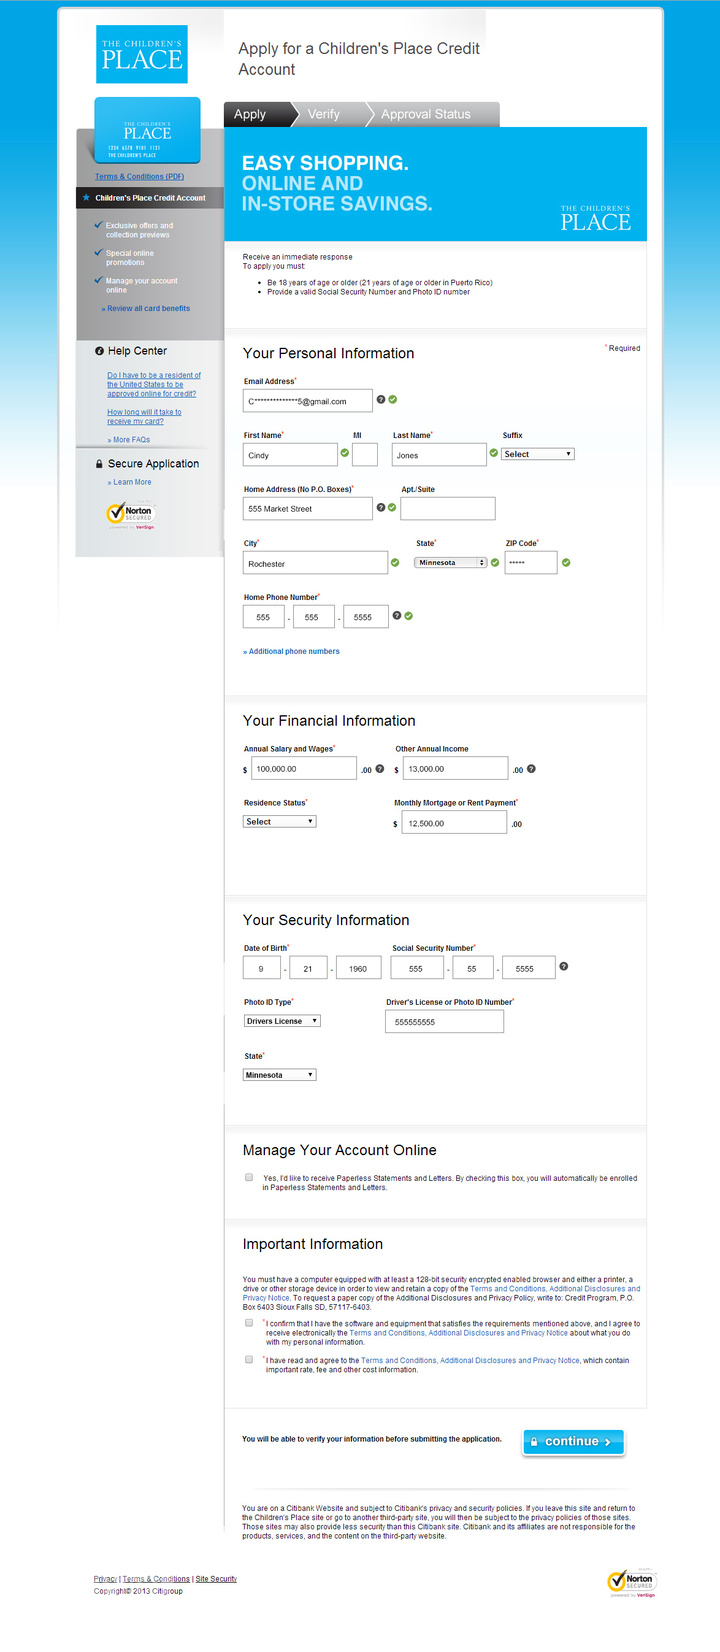 THE CHILDREN'S
PLACE
Apply for a Children's Place Credit
Account
THE CHILDREN'S
PLACE
THE CHILDREN'S PLACE
Apply
Verify
Approval Status
Terms & Conditions (PDF)
Children's Place Credit Account
Exclusive offers and
collection previews
Special online
promotions
Manage your account
online
» Review all card benefits
Help Center
Do I have to be a resident of
the United States to be
approved online for credit?
How long will it take to
receive my card?
» More FAQs
Secure Application
» Learn More
Norton
SECURED
powered by VeriSign
EASY SHOPPING.
ONLINE AND
IN-STORE SAVINGS.
THE CHILDREN'S
PLACE
Receive an immediate response
To apply you must:
• Be 18 years of age or older (21 years of age or older in Puerto Rico)
• Provide a valid Social Security Number and Photo ID number
Your Personal Information
* Required
Email Address*
C**************5@gmail.com
First Name* MI Last Name* Suffix
Cindy Jones Select
Home Address (No P.O. Boxes)* Apt./Suite
555 Market Street
City* State* ZIP Code*
Rochester Minnesota *****
Home Phone Number*
555 - 555 - 5555
» Additional phone numbers
Your Financial Information
Annual Salary and Wages* Other Annual Income
$ 100,000.00 .00 $ 13,000.00 .00
Residence Status* Monthly Mortgage or Rent Payment*
Select $ 12,500.00 .00
Your Security Information
Date of Birth* Social Security Number*
9 - 21 - 1960 555 - 55 - 5555
Photo ID Type* Driver's License or Photo ID Number*
Drivers License 555555555
State*
Minnesota
Manage Your Account Online
Yes, I'd like to receive Paperless Statements and Letters. By checking this box, you will automatically be enrolled
in Paperless Statements and Letters.
Important Information
You must have a computer equipped with at least a 128-bit security encrypted enabled browser and either a printer, a
drive or other storage device in order to view and retain a copy of the Terms and Conditions, Additional Disclosures and
Privacy Notice. To request a paper copy of the Additional Disclosures and Privacy Policy, write to: Credit Program, P.O.
Box 6403 Sioux Falls SD, 57117-6403.
*I confirm that I have the software and equipment that satisfies the requirements mentioned above, and I agree to
receive electronically the Terms and Conditions, Additional Disclosures and Privacy Notice about what you do
with my personal information.
*I have read and agree to the Terms and Conditions, Additional Disclosures and Privacy Notice, which contain
important rate, fee and other cost information.
You will be able to verify your information before submitting the application.
continue >
You are on a Citibank Website and subject to Citibank's privacy and security policies. If you leave this site and return to
the Children's Place site or go to another third-party site, you will then be subject to the privacy policies of those sites.
Those sites may also provide less security than this Citibank site. Citibank and its affiliates are not responsible for the
products, services, and the content on the third-party website.
Privacy | Terms & Conditions | Site Security
Copyright© 2013 Citigroup
Norton
SECURED
powered by VeriSign